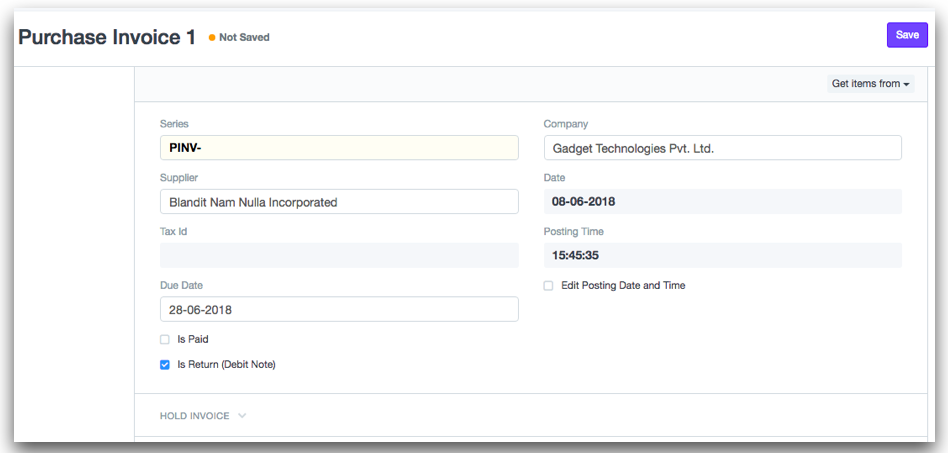 Purchase Invoice 1 Not Saved Save
Get items from
Series
PINV-
Company
Gadget Technologies Pvt. Ltd.
Supplier
Blandit Nam Nulla Incorporated
Date
08-06-2018
Tax Id
Posting Time
15:45:35
Due Date
28-06-2018
Edit Posting Date and Time
Is Paid
Is Return (Debit Note)
HOLD INVOICE